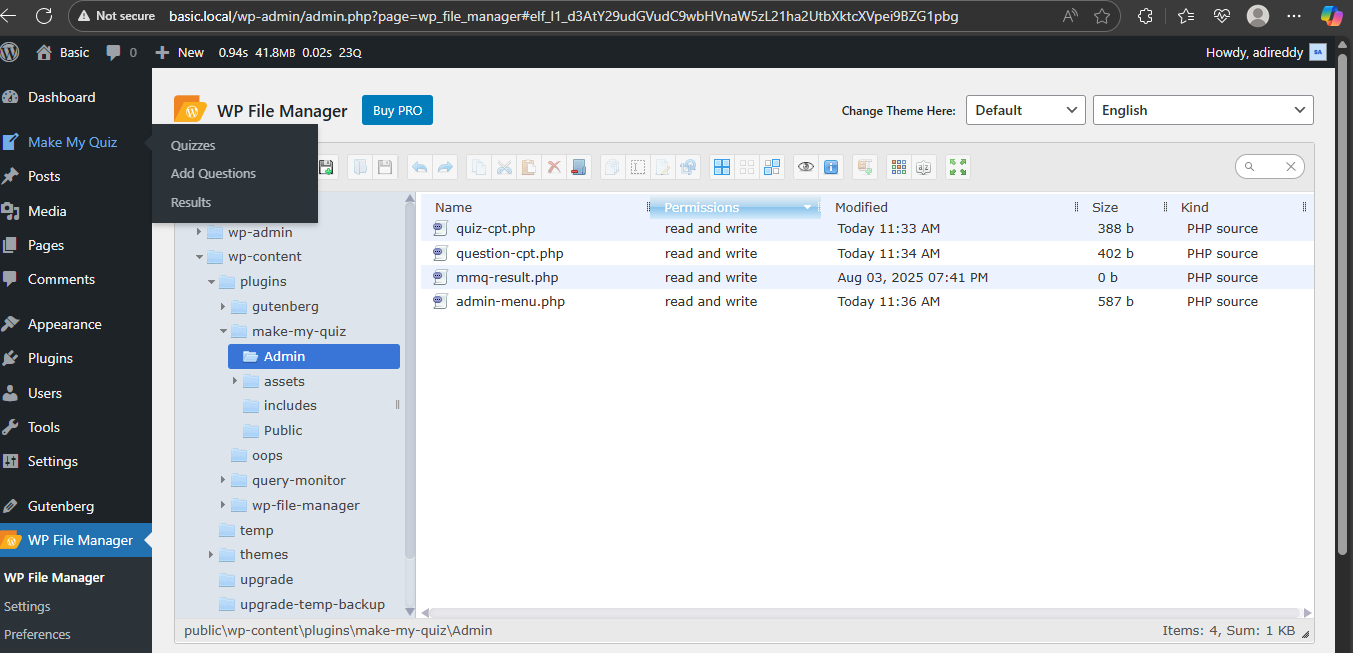 Not secure basic.local/wp-admin/admin.php?page=wp_file_manager#elf_l1_d3AtY29udGVudC9wbHVnaW5zL21ha2UtbXktcXVpei9BZG1pbg
Basic 0 New 0.94s 41.8MB 0.02s 23Q Howdy, adireddy
Dashboard
Make My Quiz
Posts
Media
Pages
Comments
Appearance
Plugins
Users
Tools
Settings
Gutenberg
WP File Manager
WP File Manager
Settings
Preferences
Quizzes
Add Questions
Results
WP File Manager Buy PRO Change Theme Here: Default English
wp-admin
wp-content
plugins
gutenberg
make-my-quiz
Admin
assets
includes
Public
oops
query-monitor
wp-file-manager
temp
themes
upgrade
upgrade-temp-backup
Name Permissions Modified Size Kind
quiz-cpt.php read and write Today 11:33 AM 388 b PHP source
question-cpt.php read and write Today 11:34 AM 402 b PHP source
mmq-result.php read and write Aug 03, 2025 07:41 PM 0 b PHP source
admin-menu.php read and write Today 11:36 AM 587 b PHP source
public\wp-content\plugins\make-my-quiz\Admin Items: 4, Sum: 1 KB